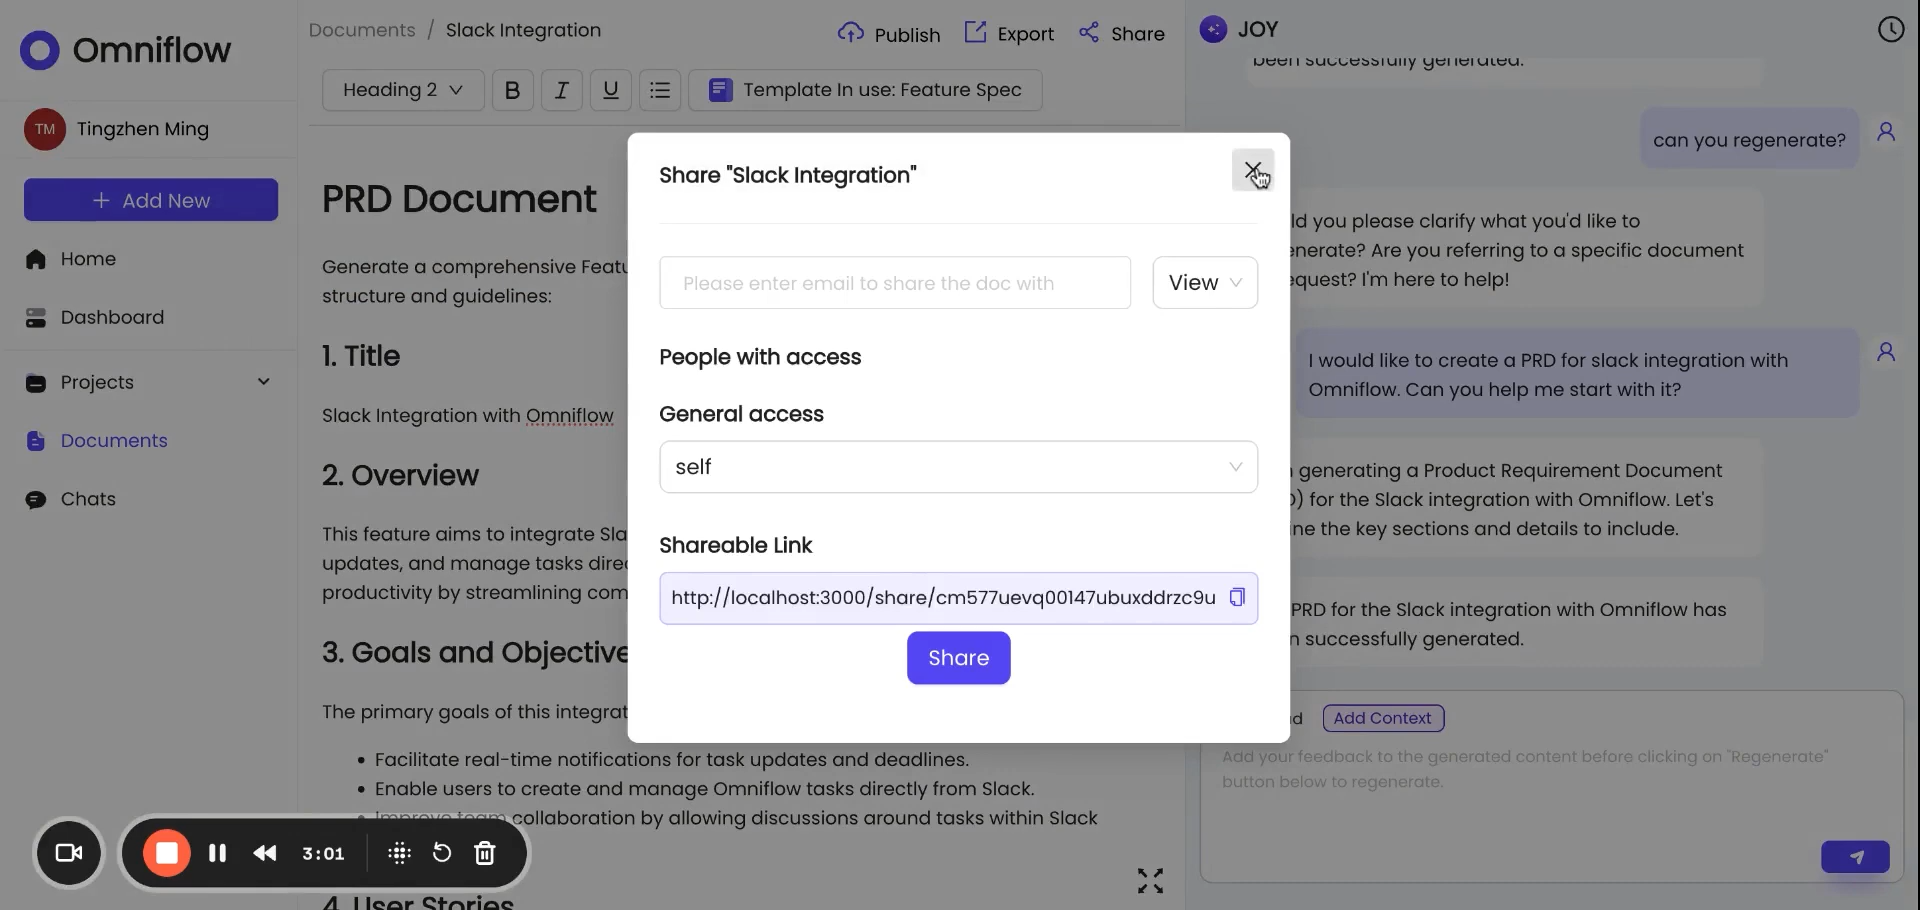 Omniflow
TM Tingzhen Ming
+ Add New
Home
Dashboard
Projects
Documents
Chats
Documents / Slack Integration
Publish
Export
Share
Heading 2
B
I
U
Template In use: Feature Spec
PRD Document
Generate a comprehensive
structure and guidelines:
1. Title
Slack Integration with Omniflow
2. Overview
This feature aims to integrate
updates, and manage tasks
productivity by streamlining
3. Goals and
The primary goals of this
• Facilitate real-time notifications for task updates and deadlines.
• Enable users to create and manage Omniflow tasks directly from Slack.
• Improve team collaboration by allowing discussions around tasks within Slack
4. User Stories
Share "Slack Integration"
Please enter email to share the doc with
View
People with access
General access
self
Shareable Link
http://localhost:3000/share/cm577uevq00147ubuxddrzc9u
Share
JOY
been successfully generated.
can you regenerate?
you please clarify what you'd like to
Are you referring to a specific document
I'm here to help!
I would like to create a PRD for slack integration with
Omniflow. Can you help me start with it?
generating a Product Requirement Document
for the Slack integration with Omniflow. Let's
the key sections and details to include.
PRD for the Slack integration with Omniflow has
successfully generated.
Add Context
Add your feedback to the generated content before clicking on "Regenerate"
button below to regenerate.
3:01